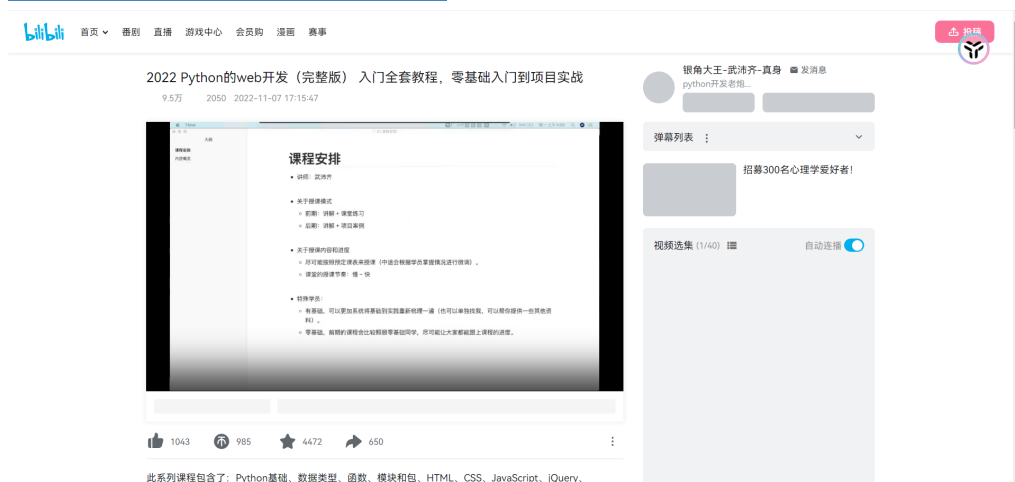 bilibili 首页 番剧 直播 游戏中心 会员购 漫画 赛事 投稿
2022 Python的web开发（完整版） 入门全套教程，零基础入门到项目实战
9.5万 2050 2022-11-07 17:15:47
银角大王-武沛齐-真身 发消息
python开发老炮...
大纲
课程安排
内容概览
课程安排
• 讲师：武沛齐
• 关于授课模式
○ 前期：讲解 + 课堂练习
○ 后期：讲解 + 项目案例
• 关于授课内容和进度
○ 尽可能按照预定课表来授课（中途会根据学员掌握情况进行微调）。
○ 课堂的授课节奏：慢 ~ 快
• 特殊学员：
○ 有基础，可以更加系统将基础到实践重新梳理一遍（也可以单独找我，可以帮你提供一些其他资
料）。
○ 零基础，前期的课程会比较照顾零基础同学，尽可能让大家都能跟上课程的进度。
弹幕列表
招募300名心理学爱好者！
视频选集 (1/40) 自动连播
1043 985 4472 650
此系列课程包含了：Python基础、数据类型、函数、模块和包、HTML、CSS、JavaScript、jQuery、